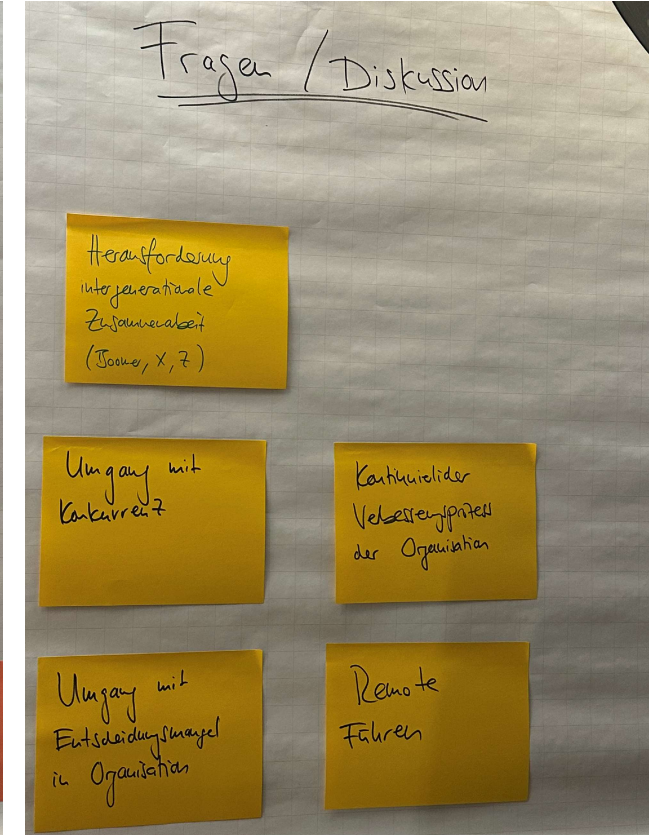 Fragen / Diskussion
Herausforderung
intergenerationale
Zusammenarbeit
(Boomer, X, Z)
Umgang mit
Konkurrenz
Kontinuierlicher
Verbesserungsprozess
der Organisation
Umgang mit
Entscheidungsmangel
in Organisation
Remote
Führen